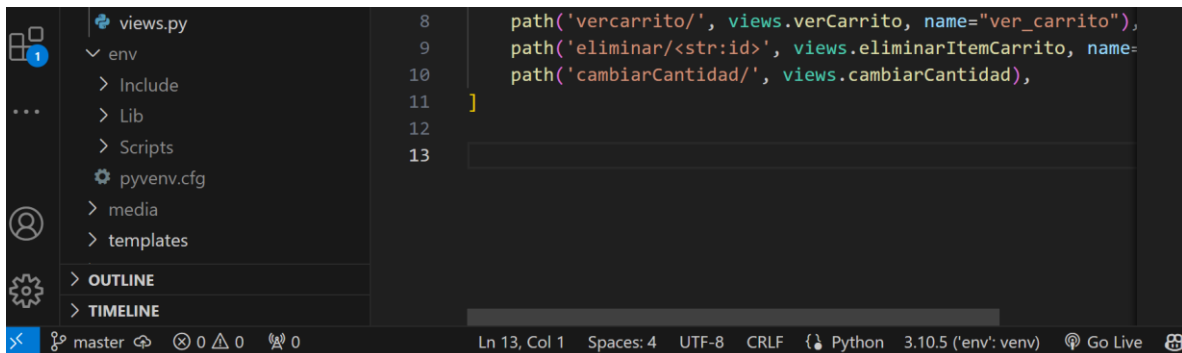 views.py
env
Include
Lib
Scripts
pyvenv.cfg
media
templates
OUTLINE
TIMELINE
1
8 path('vercarrito/', views.verCarrito, name="ver_carrito"),
9 path('eliminar/<str:id>', views.eliminarItemCarrito, name=
10 path('cambiarCantidad/', views.cambiarCantidad),
11 ]
12
13
master 0 0 0 Ln 13, Col 1 Spaces: 4 UTF-8 CRLF Python 3.10.5 ('env': venv) Go Live